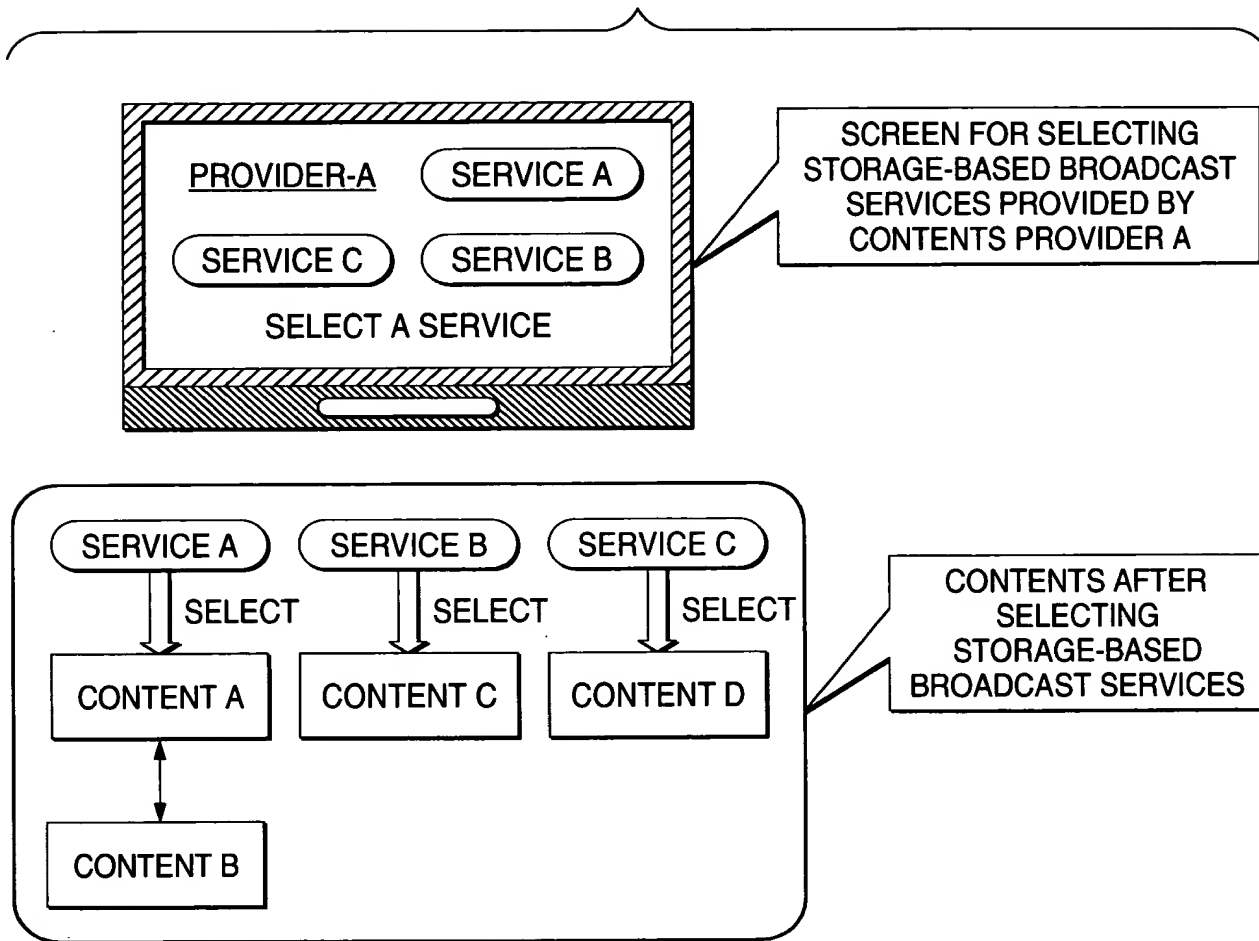 PROVIDER-A
SERVICE A
SERVICE C
SERVICE B
SELECT A SERVICE
SCREEN FOR SELECTING
STORAGE-BASED BROADCAST
SERVICES PROVIDED BY
CONTENTS PROVIDER A
SERVICE A
SERVICE B
SERVICE C
SELECT
SELECT
SELECT
CONTENT A
CONTENT C
CONTENT D
CONTENT B
CONTENTS AFTER
SELECTING
STORAGE-BASED
BROADCAST SERVICES